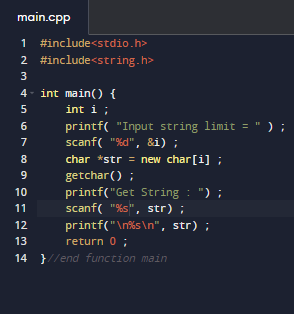 main.cpp
1 #include<stdio.h>
2 #include<string.h>
3
4 int main() {
5 int i ;
6 printf( "Input string limit = " ) ;
7 scanf( "%d", &i) ;
8 char *str = new char[i] ;
9 getchar() ;
10 printf("Get String : ") ;
11 scanf( "%s", str) ;
12 printf("\n%s\n", str) ;
13 return 0 ;
14 }//end function main